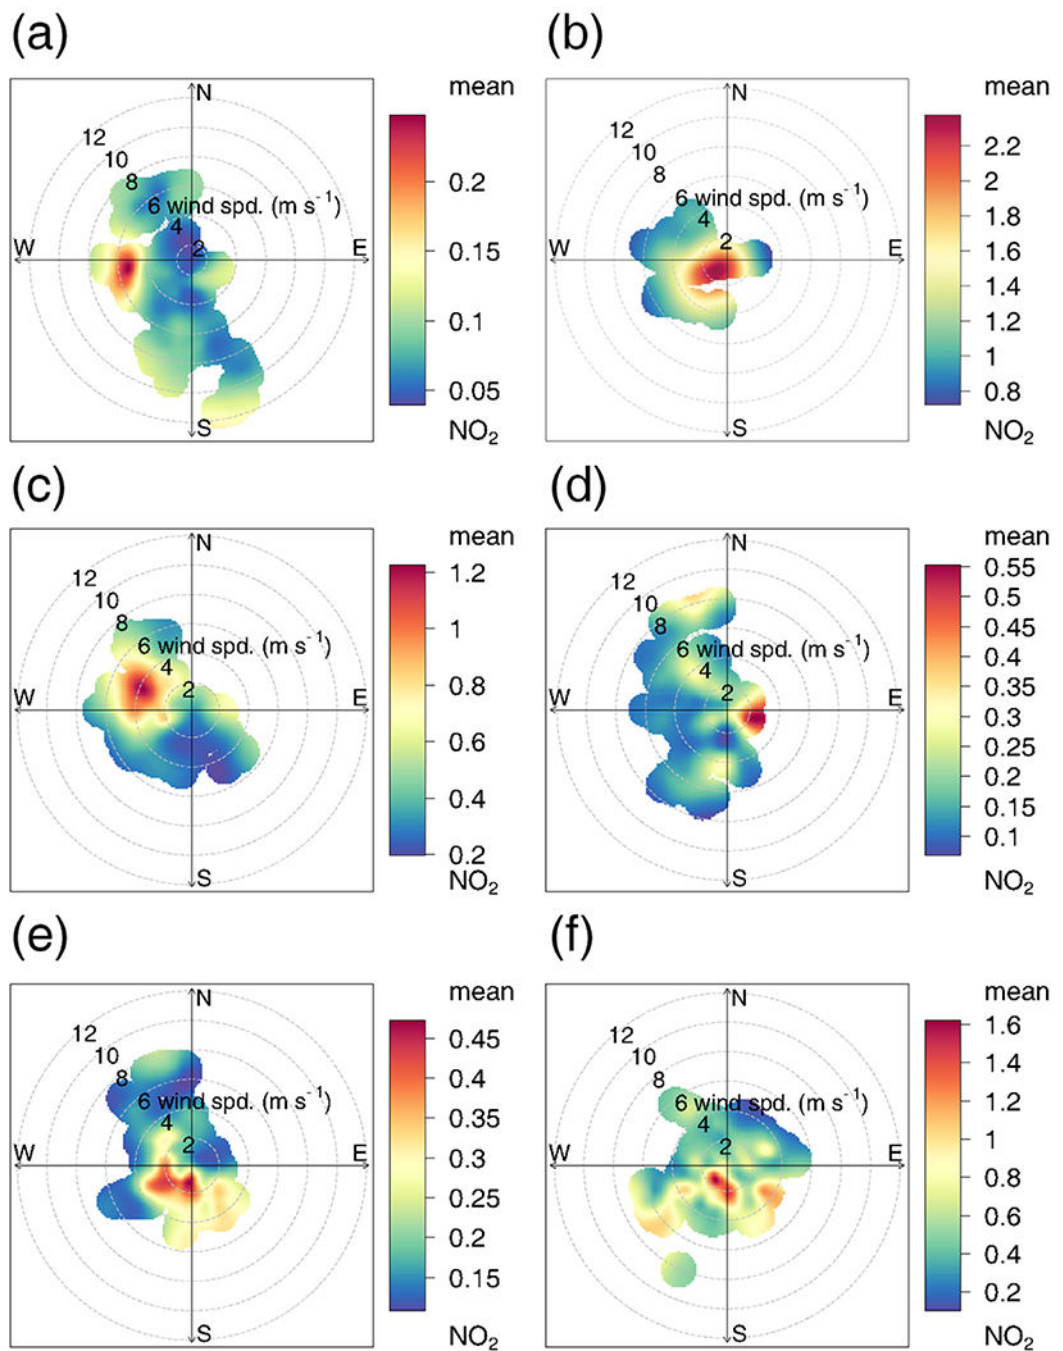 (a)
mean
N
12
10
8
6 wind spd. (m s⁻¹)
4
2
W
E
S
0.2
0.15
0.1
0.05
NO₂
(b)
mean
N
12
10
8
6 wind spd. (m s⁻¹)
4
2
W
E
S
2.2
2
1.8
1.6
1.4
1.2
1
0.8
NO₂
(c)
mean
N
12
10
8
6 wind spd. (m s⁻¹)
4
2
W
E
S
1.2
1
0.8
0.6
0.4
0.2
NO₂
(d)
mean
N
12
10
8
6 wind spd. (m s⁻¹)
4
2
W
E
S
0.55
0.5
0.45
0.4
0.35
0.3
0.25
0.2
0.15
0.1
NO₂
(e)
mean
N
12
10
8
6 wind spd. (m s⁻¹)
4
2
W
E
S
0.45
0.4
0.35
0.3
0.25
0.2
0.15
NO₂
(f)
mean
N
12
10
8
6 wind spd. (m s⁻¹)
4
2
W
E
S
1.6
1.4
1.2
1
0.8
0.6
0.4
0.2
NO₂